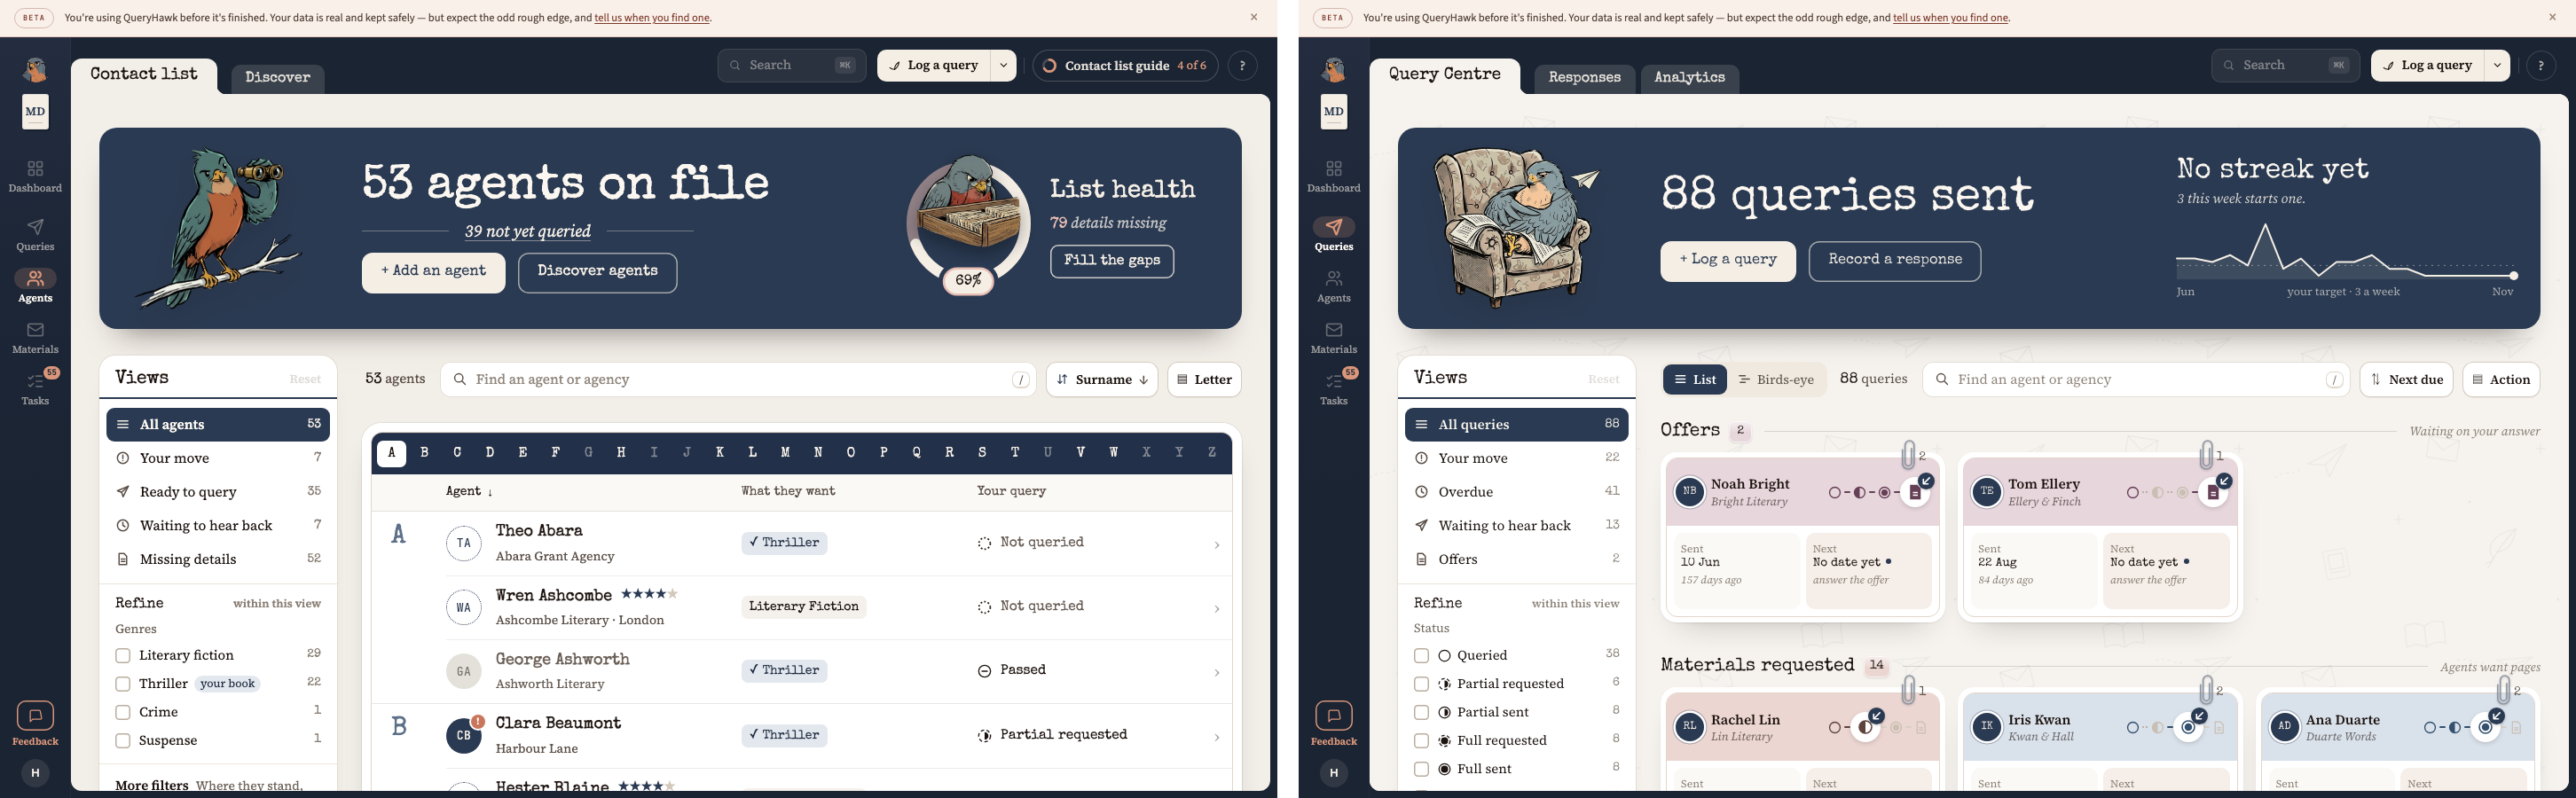 BETA You're using QueryHawk before it's finished. Your data is real and kept safely — but expect the odd rough edge, and tell us when you find one. ×
Contact list
Discover
Search ⌘K
Log a query
Contact list guide 4 of 6
?
MD
Dashboard
Queries
Agents
Materials
Tasks 55
Feedback
H
53 agents on file
39 not yet queried
+ Add an agent
Discover agents
69%
List health
79 details missing
Fill the gaps
Views Reset
All agents 53
Your move 7
Ready to query 35
Waiting to hear back 7
Missing details 52
Refine within this view
Genres
Literary fiction 29
Thriller your book 22
Crime 1
Suspense 1
More filters Where they stand,
53 agents
Find an agent or agency /
Surname ↓
Letter
A B C D E F G H I J K L M N O P Q R S T U V W X Y Z
Agent ↓ What they want Your query
A
TA Theo Abara ✓ Thriller Not queried ›
Abara Grant Agency
WA Wren Ashcombe ★★★★★ Literary Fiction Not queried ›
Ashcombe Literary · London
GA George Ashworth ✓ Thriller Passed ›
Ashworth Literary
B
CB ! Clara Beaumont ✓ Thriller Partial requested ›
Harbour Lane
Hester Blaine ★★★★★
BETA You're using QueryHawk before it's finished. Your data is real and kept safely — but expect the odd rough edge, and tell us when you find one. ×
Query Centre
Responses
Analytics
Search ⌘K
Log a query
?
MD
Dashboard
Queries
Agents
Materials
Tasks 55
Feedback
H
88 queries sent
+ Log a query
Record a response
No streak yet
3 this week starts one.
Jun your target · 3 a week Nov
Views Reset
All queries 88
Your move 22
Overdue 41
Waiting to hear back 13
Offers 2
Refine within this view
Status
Queried 38
Partial requested 6
Partial sent 8
Full requested 8
Full sent 8
List
Birds-eye
88 queries
Find an agent or agency /
Next due
Action
Offers 2 Waiting on your answer
2
NB Noah Bright
Bright Literary
Sent
10 Jun
157 days ago
Next
No date yet •
answer the offer
1
TE Tom Ellery
Ellery & Finch
Sent
22 Aug
84 days ago
Next
No date yet •
answer the offer
Materials requested 14 Agents want pages
1
RL Rachel Lin
Lin Literary
Sent Next
2
IK Iris Kwan
Kwan & Hall
Sent Next
2
AD Ana Duarte
Duarte Words
Sent Next